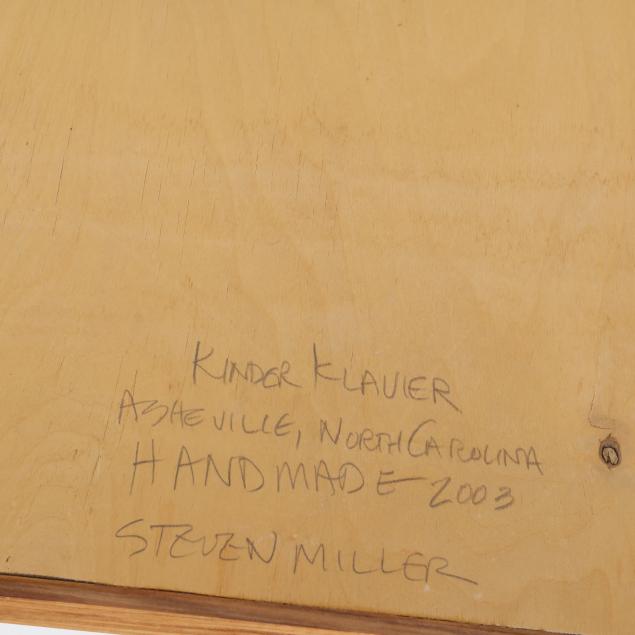 KINDER KLAVIER
ASHEVILLE, NORTH CAROLINA
HANDMADE 2003
STEVEN MILLER